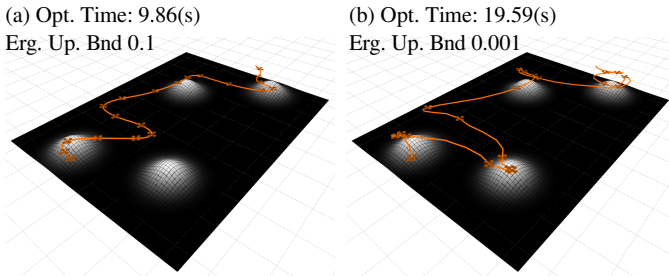 (a) Opt. Time: 9.86(s)
Erg. Up. Bnd 0.1
(b) Opt. Time: 19.59(s)
Erg. Up. Bnd 0.001